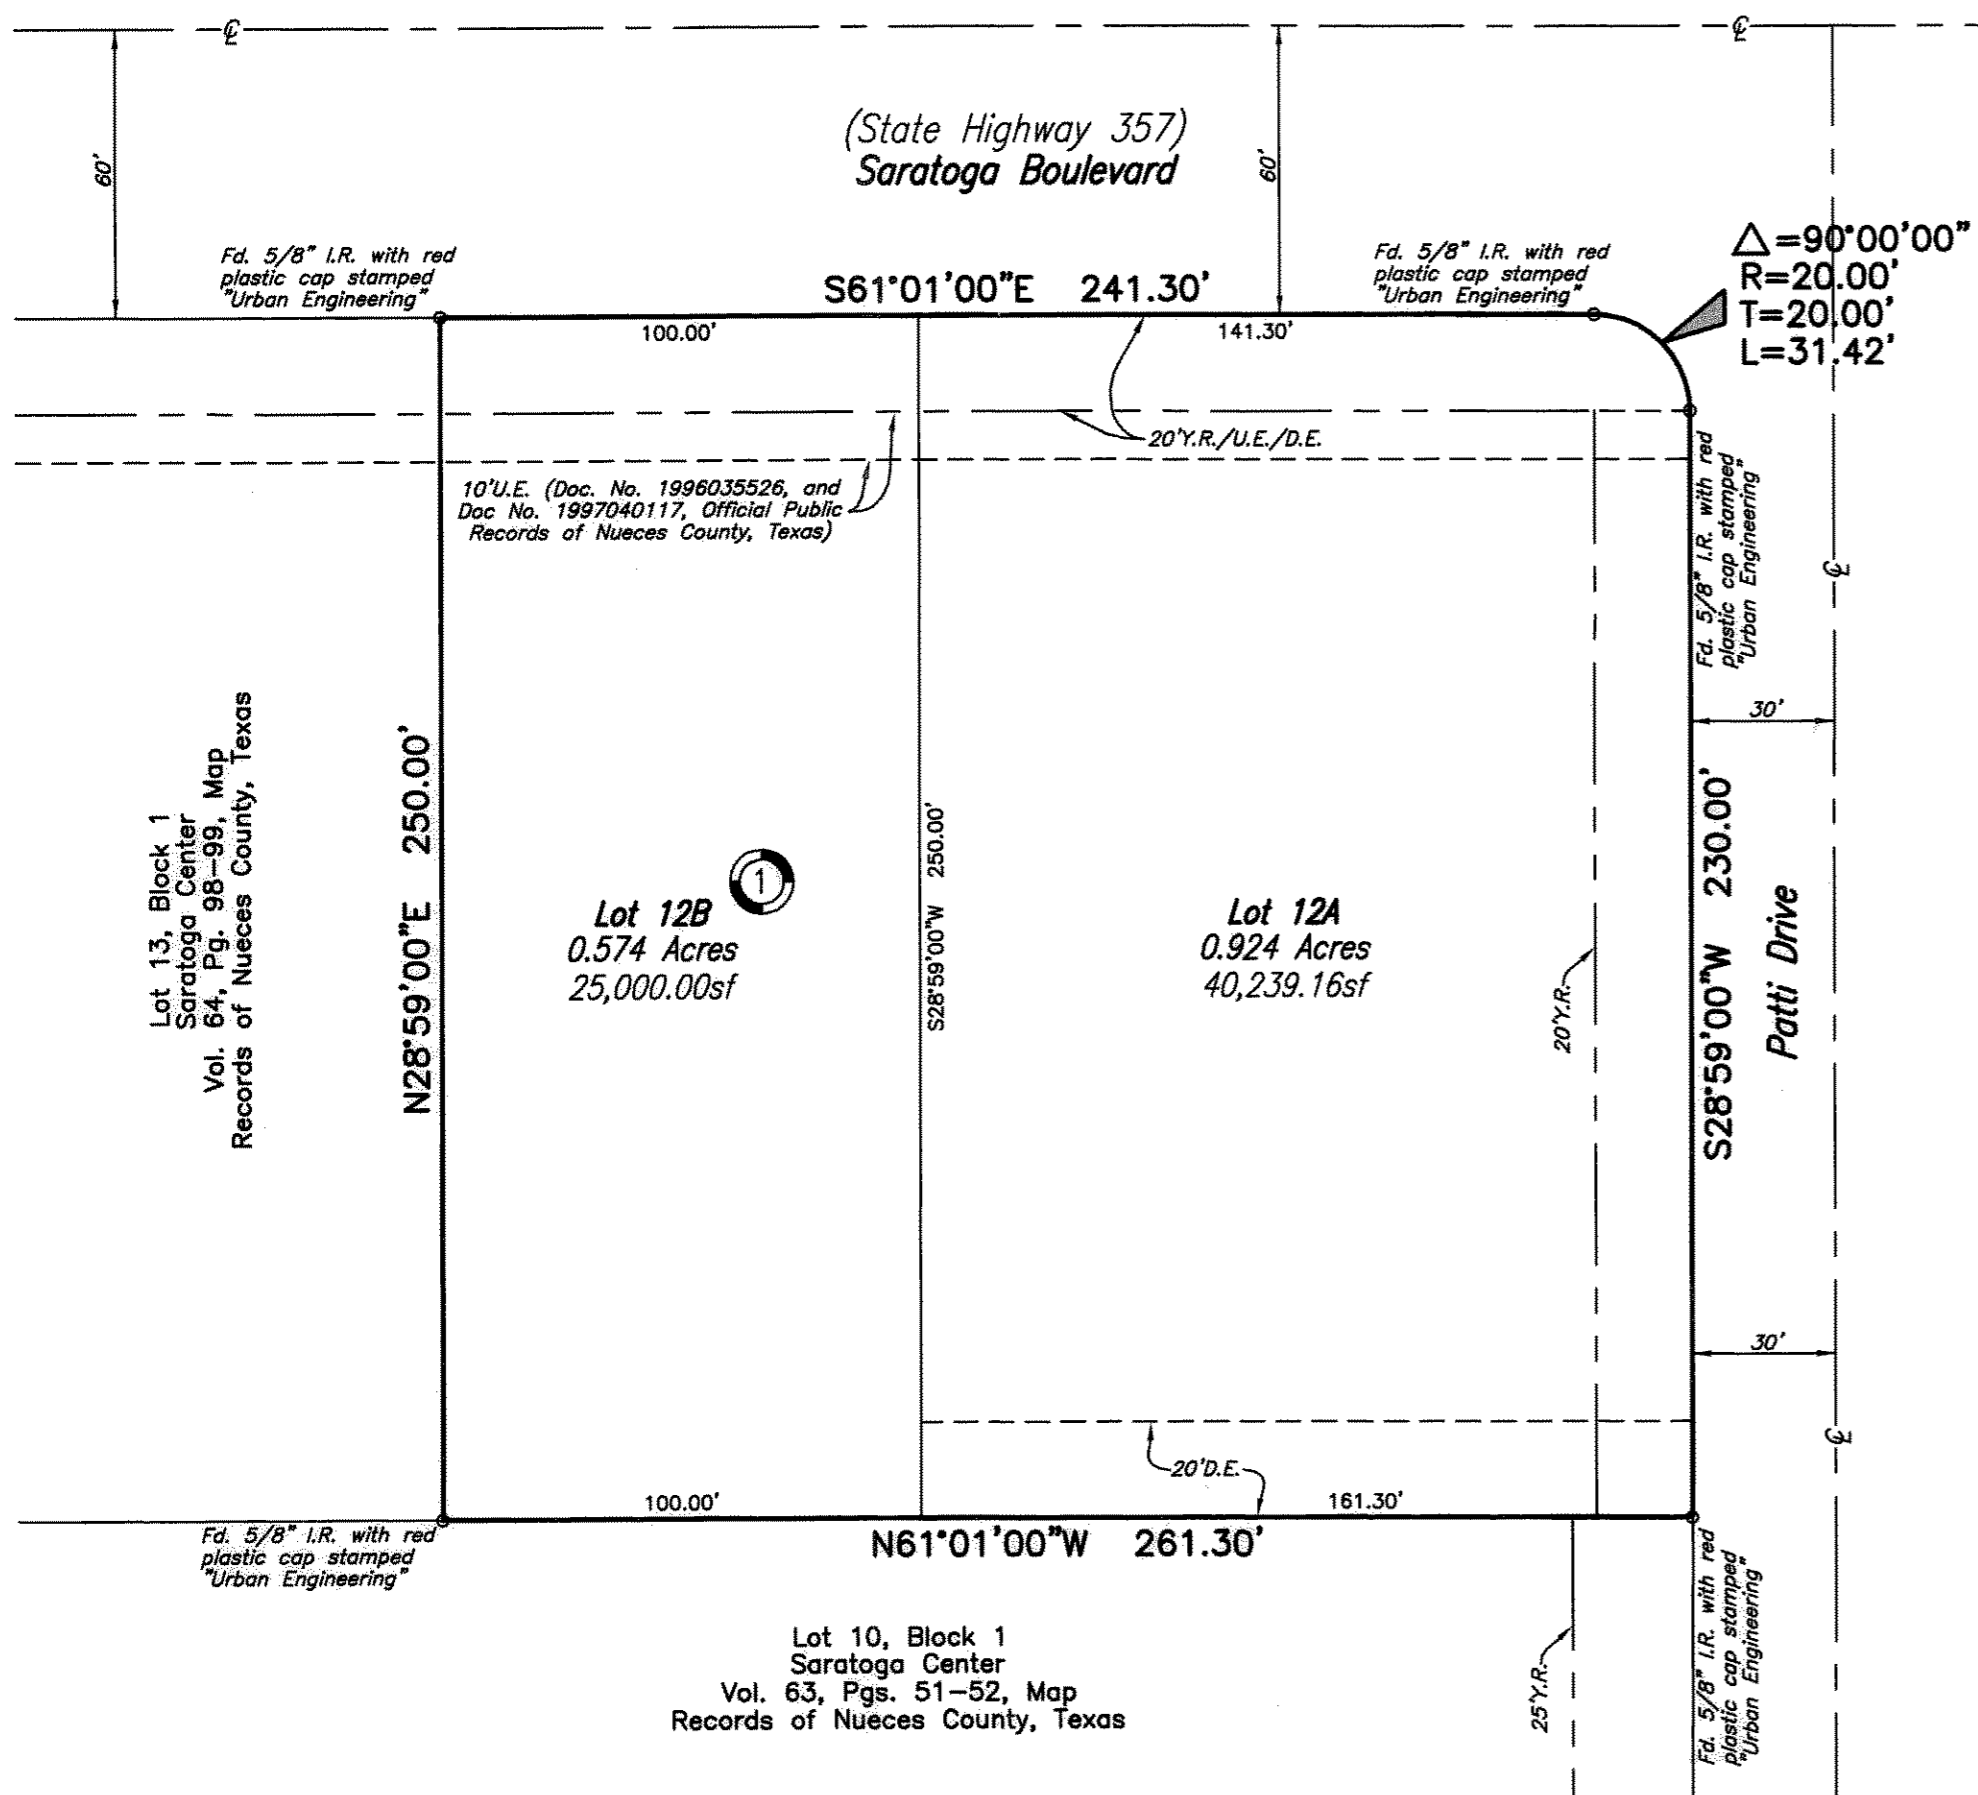 ℄
℄
60'
60'
(State Highway 357)
Saratoga Boulevard
Fd. 5/8" I.R. with red
plastic cap stamped
"Urban Engineering"
S61°01'00"E 241.30'
Fd. 5/8" I.R. with red
plastic cap stamped
"Urban Engineering"
△=90°00'00"
R=20.00'
T=20.00'
L=31.42'
100.00'
141.30'
20'Y.R./U.E./D.E.
10'U.E. (Doc. No. 1996035526, and
Doc No. 1997040117, Official Public
Records of Nueces County, Texas)
Fd. 5/8" I.R. with red
plastic cap stamped
"Urban Engineering"
℄
30'
Lot 13, Block 1
Saratoga Center
Vol. 64, Pg. 98-99, Map
Records of Nueces County, Texas
N28°59'00"E 250.00'
1
Lot 12B
0.574 Acres
25,000.00sf
S28°59'00"W 250.00'
Lot 12A
0.924 Acres
40,239.16sf
20'Y.R.
S28°59'00"W 230.00'
Patti Drive
30'
℄
20'D.E.
100.00'
161.30'
N61°01'00"W 261.30'
Fd. 5/8" I.R. with red
plastic cap stamped
"Urban Engineering"
Lot 10, Block 1
Saratoga Center
Vol. 63, Pgs. 51-52, Map
Records of Nueces County, Texas
25'Y.R.
Fd. 5/8" I.R. with red
plastic cap stamped
"Urban Engineering"